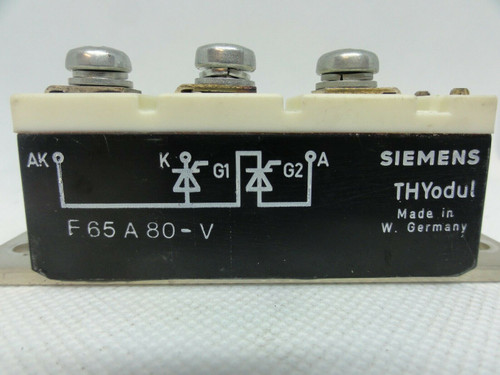 AK K G1 G2 A
SIEMENS
THYodul
Made in
W. Germany
F 65 A 80 - V